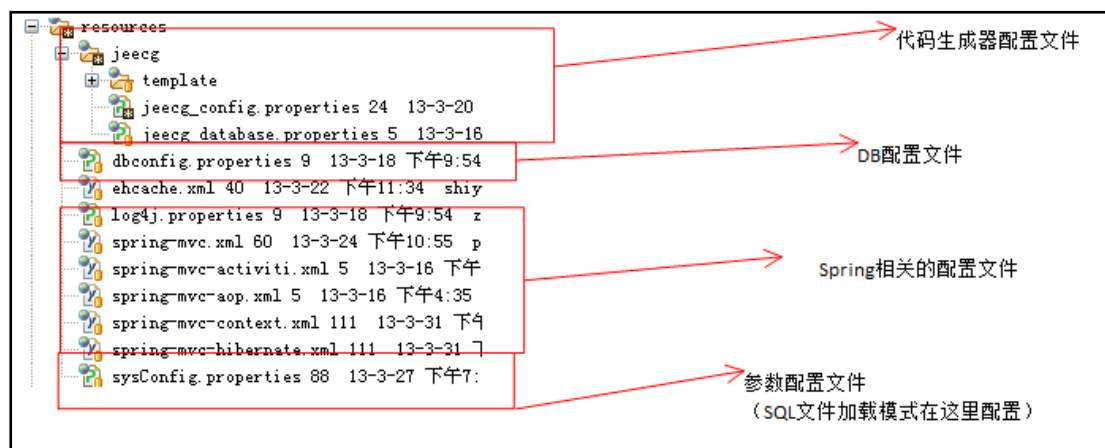 resources
jeecg
代码生成器配置文件
template
jeecg_config.properties 24 13-3-20
jeecg_database.properties 5 13-3-16
dbconfig.properties 9 13-3-18 下午9:54
DB配置文件
ehcache.xml 40 13-3-22 下午11:34 shiy
log4j.properties 9 13-3-18 下午9:54 z
spring-mvc.xml 60 13-3-24 下午10:55 p
spring-mvc-activiti.xml 5 13-3-16 下午
Spring相关的配置文件
spring-mvc-aop.xml 5 13-3-16 下午4:35
spring-mvc-context.xml 111 13-3-31 下午
spring-mvc-hibernate.xml 111 13-3-31
sysConfig.properties 88 13-3-27 下午7:
参数配置文件
（SQL文件加载模式在这里配置）